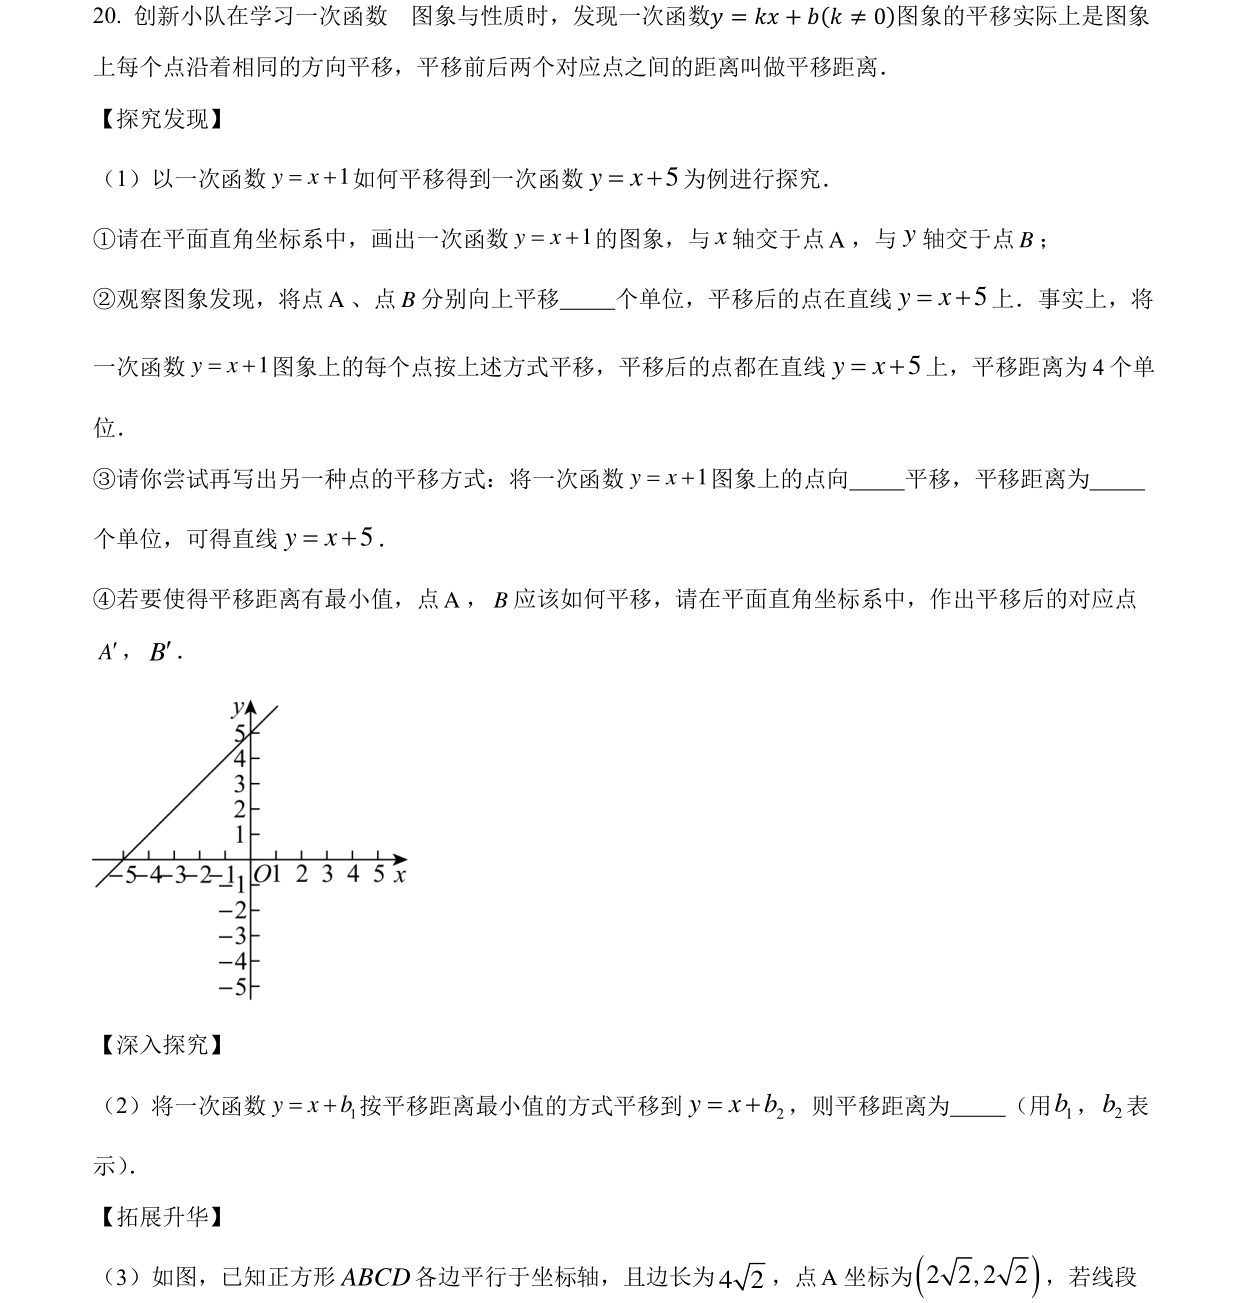 20. 创新小队在学习一次函数 图象与性质时，发现一次函数y = kx + b(k ≠ 0)图象的平移实际上是图象
上每个点沿着相同的方向平移，平移前后两个对应点之间的距离叫做平移距离．
【探究发现】
（1）以一次函数 y = x+1如何平移得到一次函数 y = x+5 为例进行探究．
①请在平面直角坐标系中，画出一次函数 y = x+1的图象，与 x 轴交于点 A ，与 y 轴交于点 B ；
②观察图象发现，将点 A 、点 B 分别向上平移_____个单位，平移后的点在直线 y = x+5 上．事实上，将
一次函数 y = x+1图象上的每个点按上述方式平移，平移后的点都在直线 y = x+5 上，平移距离为 4 个单
位．
③请你尝试再写出另一种点的平移方式：将一次函数 y = x+1图象上的点向_____平移，平移距离为_____
个单位，可得直线 y = x+5．
④若要使得平移距离有最小值，点 A ， B 应该如何平移，请在平面直角坐标系中，作出平移后的对应点
A′， B′．
y
5
4
3
2
1
−5−4−3−2−1 O1 2 3 4 5 x
−1
−2
−3
−4
−5
【深入探究】
（2）将一次函数 y = x+b₁按平移距离最小值的方式平移到 y = x+b₂，则平移距离为_____（用b₁， b₂表
示）．
【拓展升华】
（3）如图，已知正方形 ABCD 各边平行于坐标轴，且边长为 4√2 ，点 A 坐标为(2√2,2√2)，若线段